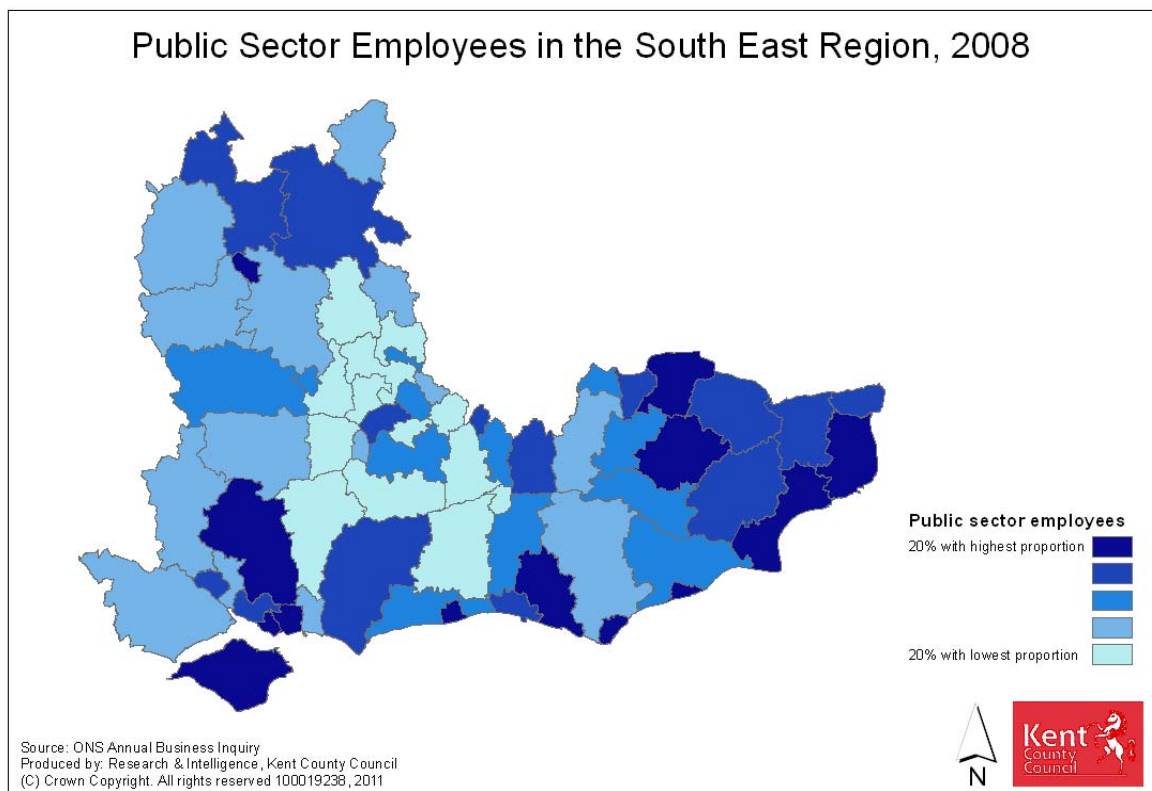 Public Sector Employees in the South East Region, 2008
Public sector employees
20% with highest proportion
20% with lowest proportion
Source: ONS Annual Business Inquiry
Produced by: Research & Intelligence, Kent County Council
(C) Crown Copyright. All rights reserved 100019238, 2011
N
Kent
County
Council